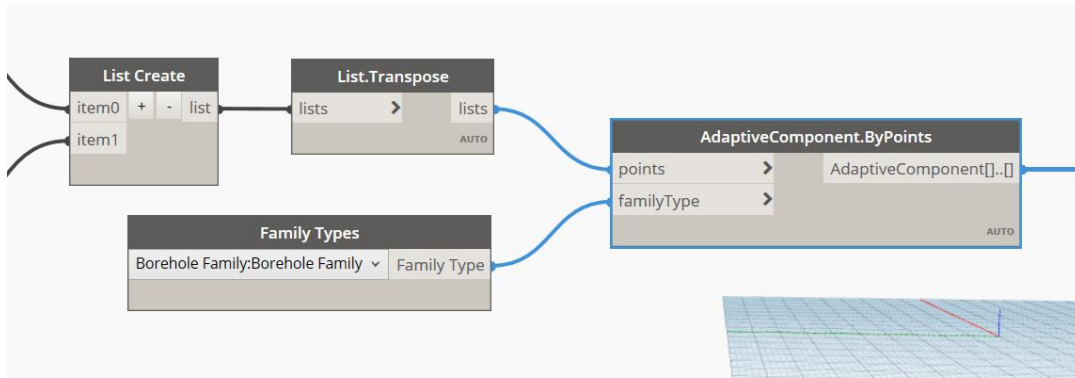 List Create
item0 + - list
item1
List.Transpose
lists > lists
AUTO
AdaptiveComponent.ByPoints
points > AdaptiveComponent[]..[]
familyType >
AUTO
Family Types
Borehole Family:Borehole Family Family Type